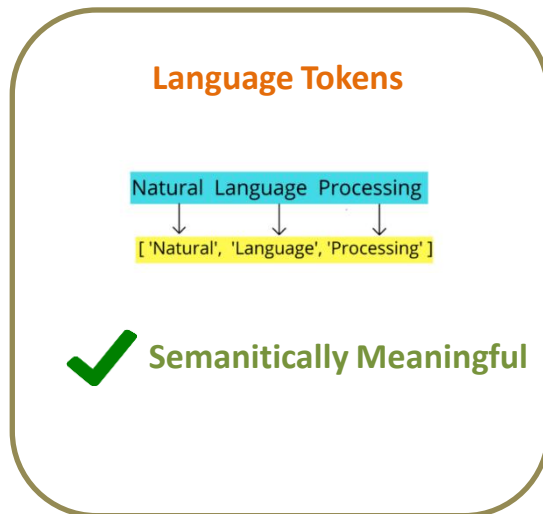 Language Tokens
Natural Language Processing
[ 'Natural', 'Language', 'Processing' ]
Semanitically Meaningful